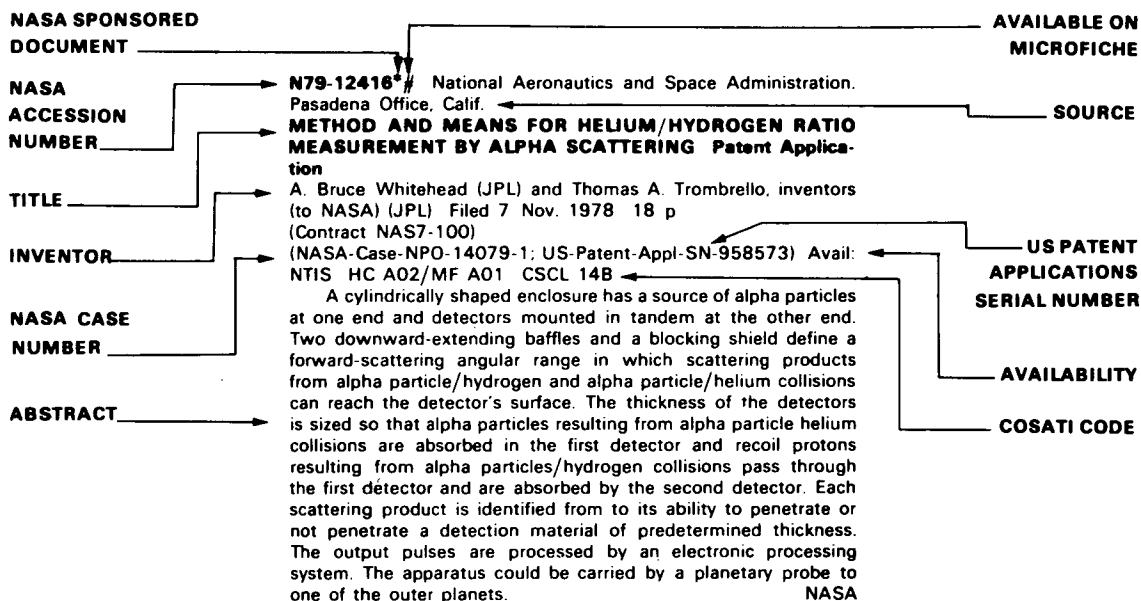 NASA SPONSORED
DOCUMENT
AVAILABLE ON
MICROFICHE
NASA
ACCESSION
NUMBER
N79-12416*# National Aeronautics and Space Administration.
Pasadena Office, Calif.
SOURCE
TITLE
METHOD AND MEANS FOR HELIUM/HYDROGEN RATIO
MEASUREMENT BY ALPHA SCATTERING Patent Applica-
tion
INVENTOR
A. Bruce Whitehead (JPL) and Thomas A. Trombrello, inventors
(to NASA) (JPL) Filed 7 Nov. 1978 18 p
(Contract NAS7-100)
(NASA-Case-NPO-14079-1; US-Patent-Appl-SN-958573) Avail:
NTIS HC A02/MF A01 CSCL 14B
US PATENT
APPLICATIONS
SERIAL NUMBER
NASA CASE
NUMBER
AVAILABILITY
COSATI CODE
ABSTRACT
A cylindrically shaped enclosure has a source of alpha particles
at one end and detectors mounted in tandem at the other end.
Two downward-extending baffles and a blocking shield define a
forward-scattering angular range in which scattering products
from alpha particle/hydrogen and alpha particle/helium collisions
can reach the detector's surface. The thickness of the detectors
is sized so that alpha particles resulting from alpha particle helium
collisions are absorbed in the first detector and recoil protons
resulting from alpha particles/hydrogen collisions pass through
the first detector and are absorbed by the second detector. Each
scattering product is identified from to its ability to penetrate or
not penetrate a detection material of predetermined thickness.
The output pulses are processed by an electronic processing
system. The apparatus could be carried by a planetary probe to
one of the outer planets. NASA